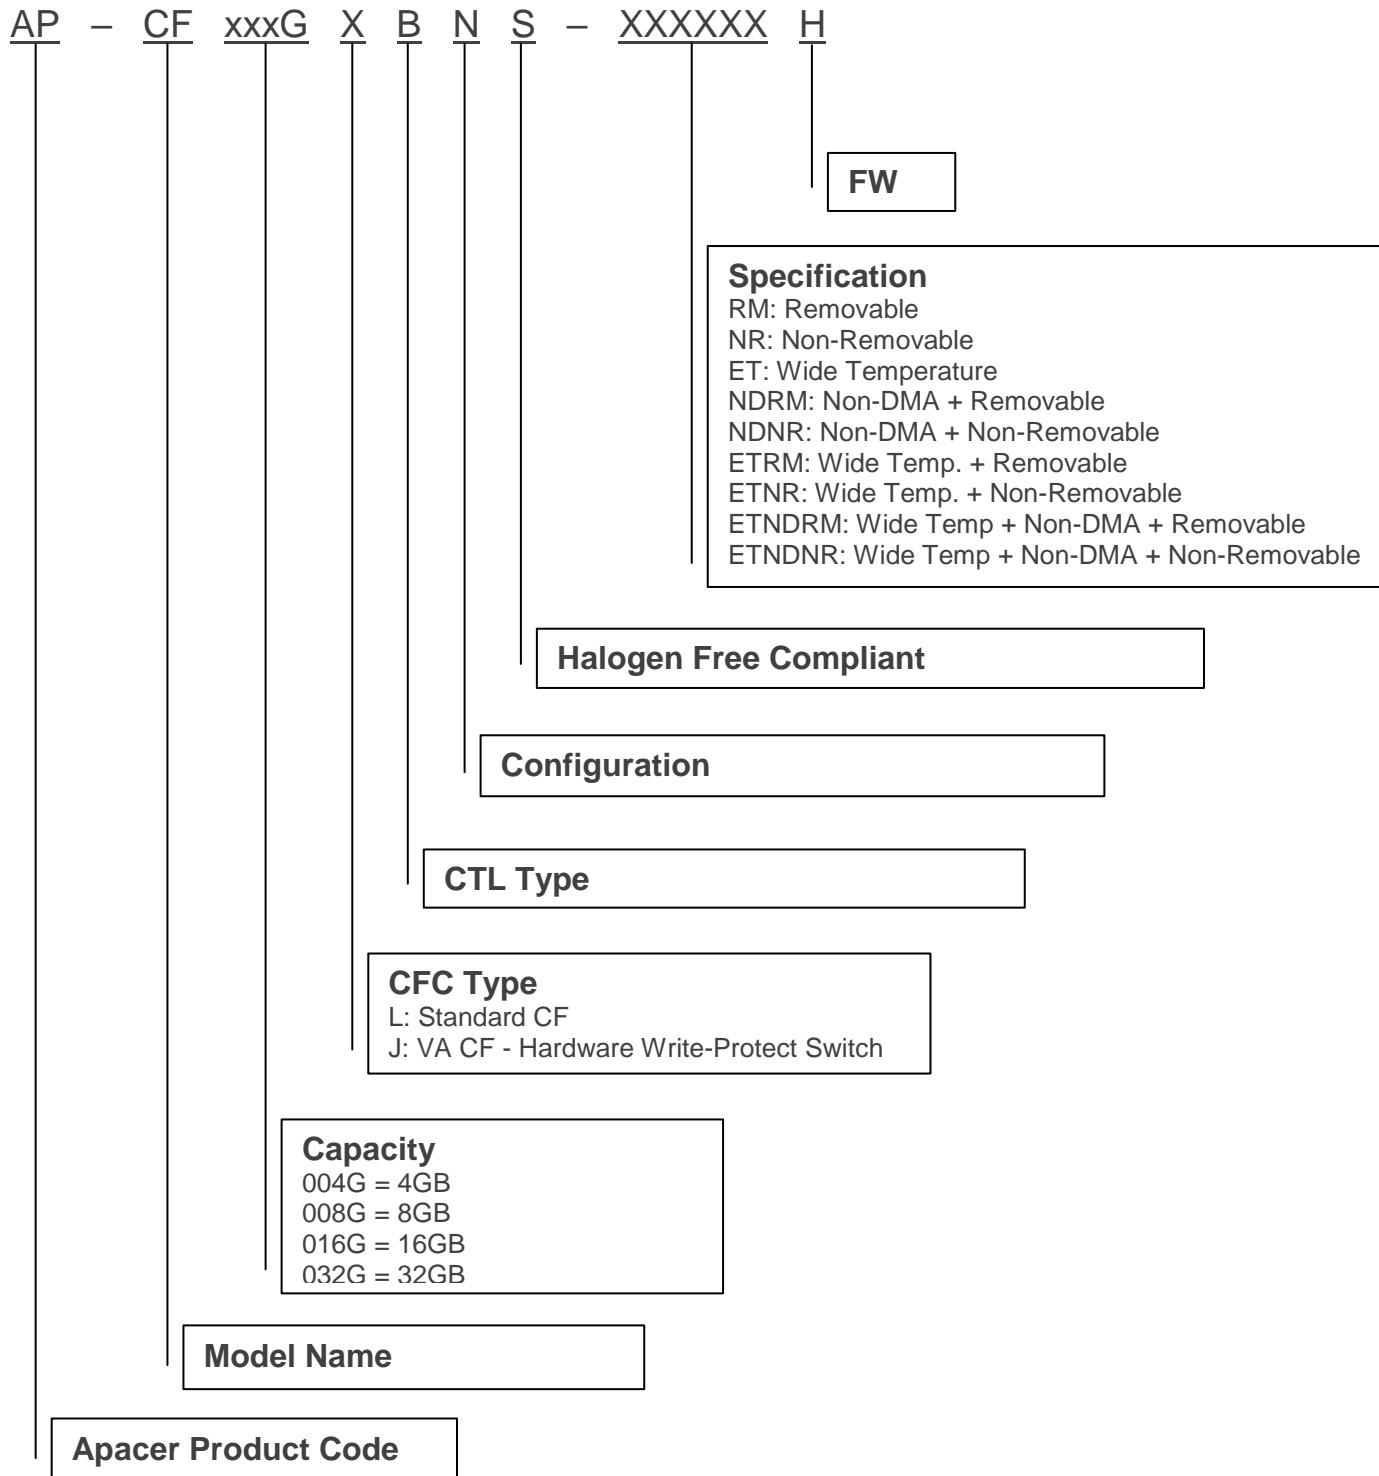 AP – CF xxxG X B N S – XXXXXX H
FW
Specification
RM: Removable
NR: Non-Removable
ET: Wide Temperature
NDRM: Non-DMA + Removable
NDNR: Non-DMA + Non-Removable
ETRM: Wide Temp. + Removable
ETNR: Wide Temp. + Non-Removable
ETNDRM: Wide Temp + Non-DMA + Removable
ETNDNR: Wide Temp + Non-DMA + Non-Removable
Halogen Free Compliant
Configuration
CTL Type
CFC Type
L: Standard CF
J: VA CF - Hardware Write-Protect Switch
Capacity
004G = 4GB
008G = 8GB
016G = 16GB
032G = 32GB
Model Name
Apacer Product Code